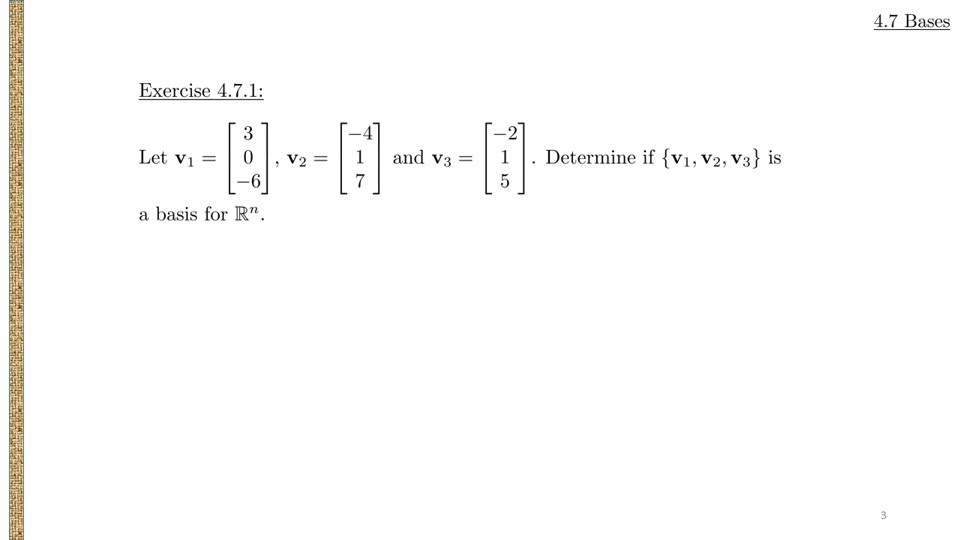 4.7 Bases
Exercise 4.7.1:
Let v₁ = [3 0 −6], v₂ = [−4 1 7] and v₃ = [−2 1 5]. Determine if {v₁, v₂, v₃} is
a basis for ℝⁿ.
3